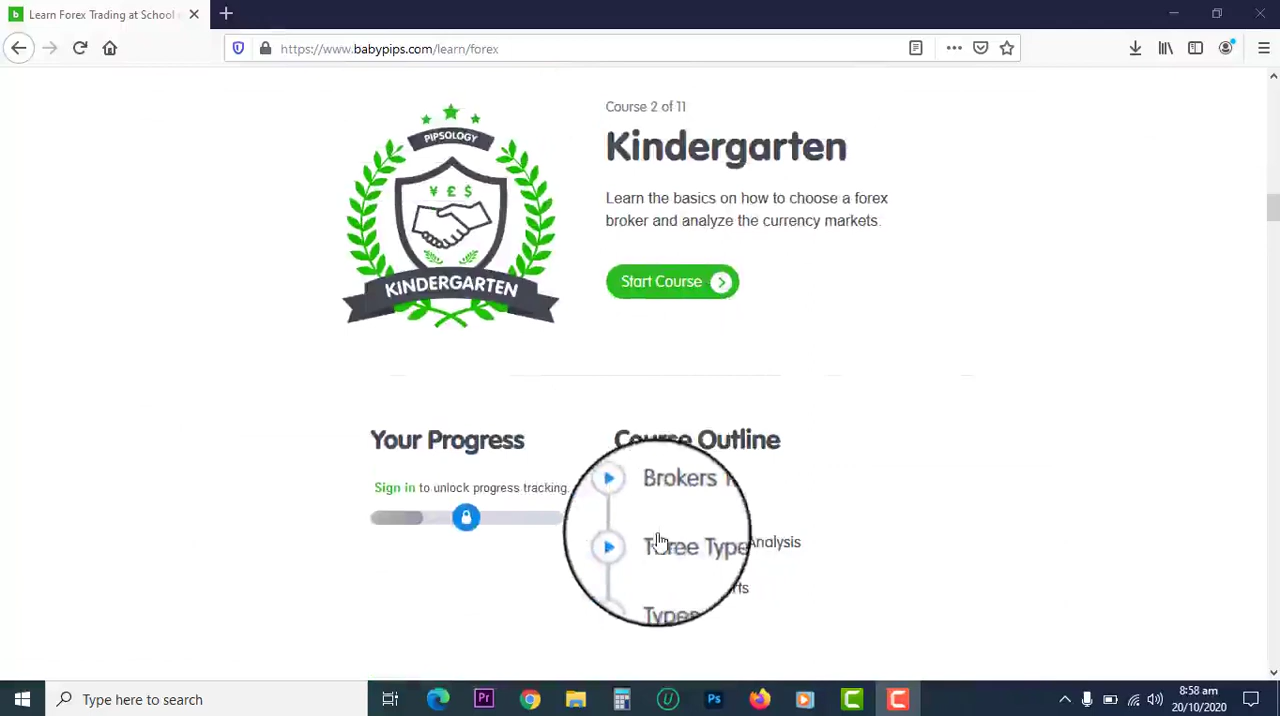 Learn Forex Trading at School
https://www.babypips.com/learn/forex
PIPSOLOGY
¥ £ $
KINDERGARTEN
Course 2 of 11
Kindergarten
Learn the basics on how to choose a forex
broker and analyze the currency markets.
Start Course
Your Progress
Sign in to unlock progress tracking.
Course Outline
Brokers
Three Type Analysis
Types rts
Type here to search
Pr
U
Ps
C
C
8:58 am
20/10/2020